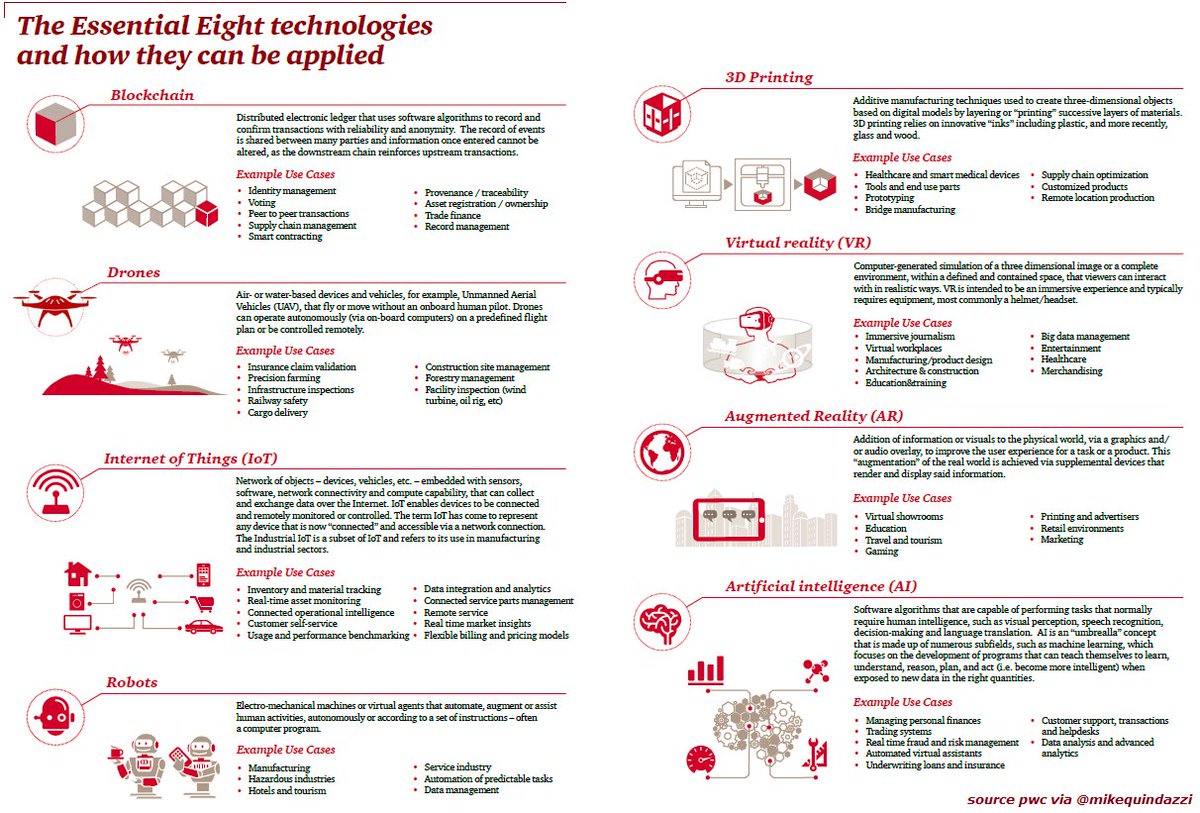 The Essential Eight technologies
and how they can be applied
Blockchain
Distributed electronic ledger that uses software algorithms to record and
confirm transactions with reliability and anonymity. The record of events
is shared between many parties and information once entered cannot be
altered, as the downstream chain reinforces upstream transactions.
Example Use Cases
• Identity management
• Voting
• Peer to peer transactions
• Supply chain management
• Smart contracting
• Provenance / traceability
• Asset registration / ownership
• Trade finance
• Record management
Drones
Air- or water-based devices and vehicles, for example, Unmanned Aerial
Vehicles (UAV), that fly or move without an onboard human pilot. Drones
can operate autonomously (via on-board computers) on a predefined flight
plan or be controlled remotely.
Example Use Cases
• Insurance claim validation
• Precision farming
• Infrastructure inspections
• Railway safety
• Cargo delivery
• Construction site management
• Forestry management
• Facility inspection (wind
turbine, oil rig, etc)
Internet of Things (IoT)
Network of objects – devices, vehicles, etc. – embedded with sensors,
software, network connectivity and compute capability, that can collect
and exchange data over the Internet. IoT enables devices to be connected
and remotely monitored or controlled. The term IoT has come to represent
any device that is now “connected” and accessible via a network connection.
The Industrial IoT is a subset of IoT and refers to its use in manufacturing
and industrial sectors.
Example Use Cases
• Inventory and material tracking
• Real-time asset monitoring
• Connected operational intelligence
• Customer self-service
• Usage and performance benchmarking
• Data integration and analytics
• Connected service parts management
• Remote service
• Real time market insights
• Flexible billing and pricing models
Robots
Electro-mechanical machines or virtual agents that automate, augment or assist
human activities, autonomously or according to a set of instructions – often
a computer program.
Example Use Cases
• Manufacturing
• Hazardous industries
• Hotels and tourism
• Service industry
• Automation of predictable tasks
• Data management
3D Printing
Additive manufacturing techniques used to create three-dimensional objects
based on digital models by layering or “printing” successive layers of materials.
3D printing relies on innovative “inks” including plastic, and more recently,
glass and wood.
Example Use Cases
• Healthcare and smart medical devices
• Tools and end use parts
• Prototyping
• Bridge manufacturing
• Supply chain optimization
• Customized products
• Remote location production
Virtual reality (VR)
Computer-generated simulation of a three dimensional image or a complete
environment, within a defined and contained space, that viewers can interact
with in realistic ways. VR is intended to be an immersive experience and typically
requires equipment, most commonly a helmet/headset.
Example Use Cases
• Immersive journalism
• Virtual workplaces
• Manufacturing/product design
• Architecture & construction
• Education&training
• Big data management
• Entertainment
• Healthcare
• Merchandising
Augmented Reality (AR)
Addition of information or visuals to the physical world, via a graphics and/
or audio overlay, to improve the user experience for a task or a product. This
“augmentation” of the real world is achieved via supplemental devices that
render and display said information.
Example Use Cases
• Virtual showrooms
• Education
• Travel and tourism
• Gaming
• Printing and advertisers
• Retail environments
• Marketing
Artificial intelligence (AI)
Software algorithms that are capable of performing tasks that normally
require human intelligence, such as visual perception, speech recognition,
decision-making and language translation. AI is an “umbrealla” concept
that is made up of numerous subfields, such as machine learning, which
focuses on the development of programs that can teach themselves to learn,
understand, reason, plan, and act (i.e. become more intelligent) when
exposed to new data in the right quantities.
Example Use Cases
• Managing personal finances
• Trading systems
• Real time fraud and risk management
• Automated virtual assistants
• Underwriting loans and insurance
• Customer support, transactions
and helpdesks
• Data analysis and advanced
analytics
source pwc via @mikequindazzi